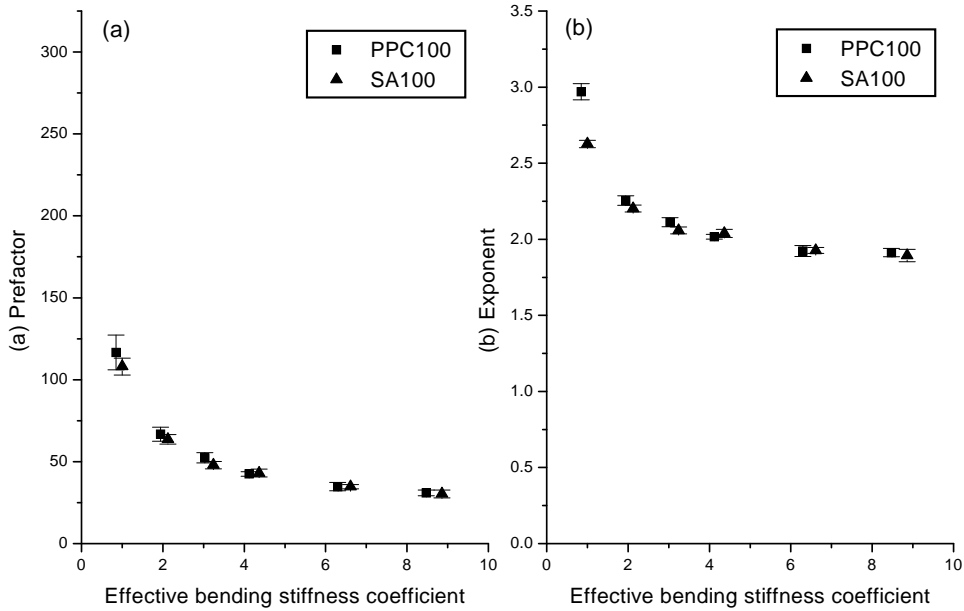 (a)
PPC100
SA100
300
250
200
150
100
50
0
0 2 4 6 8 10
(a) Prefactor
Effective bending stiffness coefficient
(b)
PPC100
SA100
3.5
3.0
2.5
2.0
1.5
1.0
0.5
0.0
0 2 4 6 8 10
(b) Exponent
Effective bending stiffness coefficient